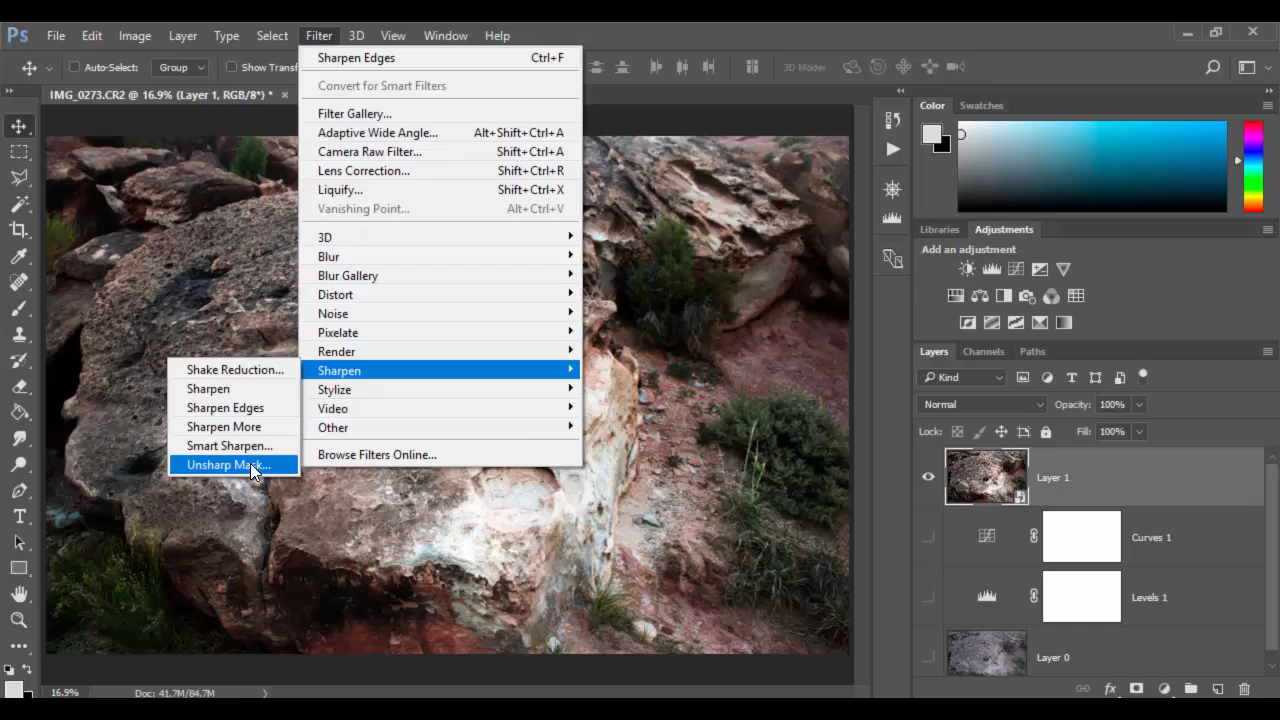 Ps File Edit Image Layer Type Select Filter 3D View Window Help
Auto-Select: Group Show Transf 3D Mode:
IMG_0273.CR2 @ 16.9% (Layer 1, RGB/8*) *
Sharpen Edges Ctrl+F
Convert for Smart Filters
Filter Gallery...
Adaptive Wide Angle... Alt+Shift+Ctrl+A
Camera Raw Filter... Shift+Ctrl+A
Lens Correction... Shift+Ctrl+R
Liquify... Shift+Ctrl+X
Vanishing Point... Alt+Ctrl+V
3D
Blur
Blur Gallery
Distort
Noise
Pixelate
Render
Sharpen
Stylize
Video
Other
Browse Filters Online...
Shake Reduction...
Sharpen
Sharpen Edges
Sharpen More
Smart Sharpen...
Unsharp Mask...
Color Swatches
Libraries Adjustments
Add an adjustment
Layers Channels Paths
Kind
Normal Opacity: 100%
Lock: Fill: 100%
Layer 1
Curves 1
Levels 1
Layer 0
16.9% Doc: 41.7M/84.7M